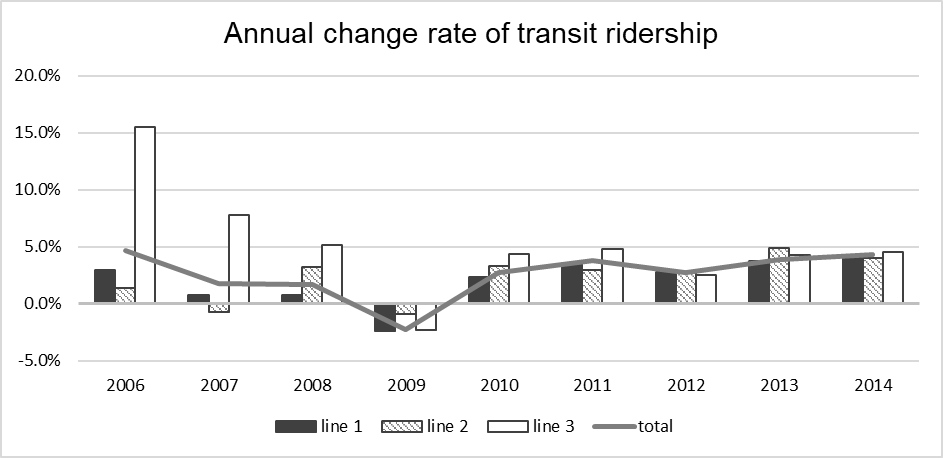 Annual change rate of transit ridership
20.0%
15.0%
10.0%
5.0%
0.0%
-5.0%
2006 2007 2008 2009 2010 2011 2012 2013 2014
line 1 line 2 line 3 total